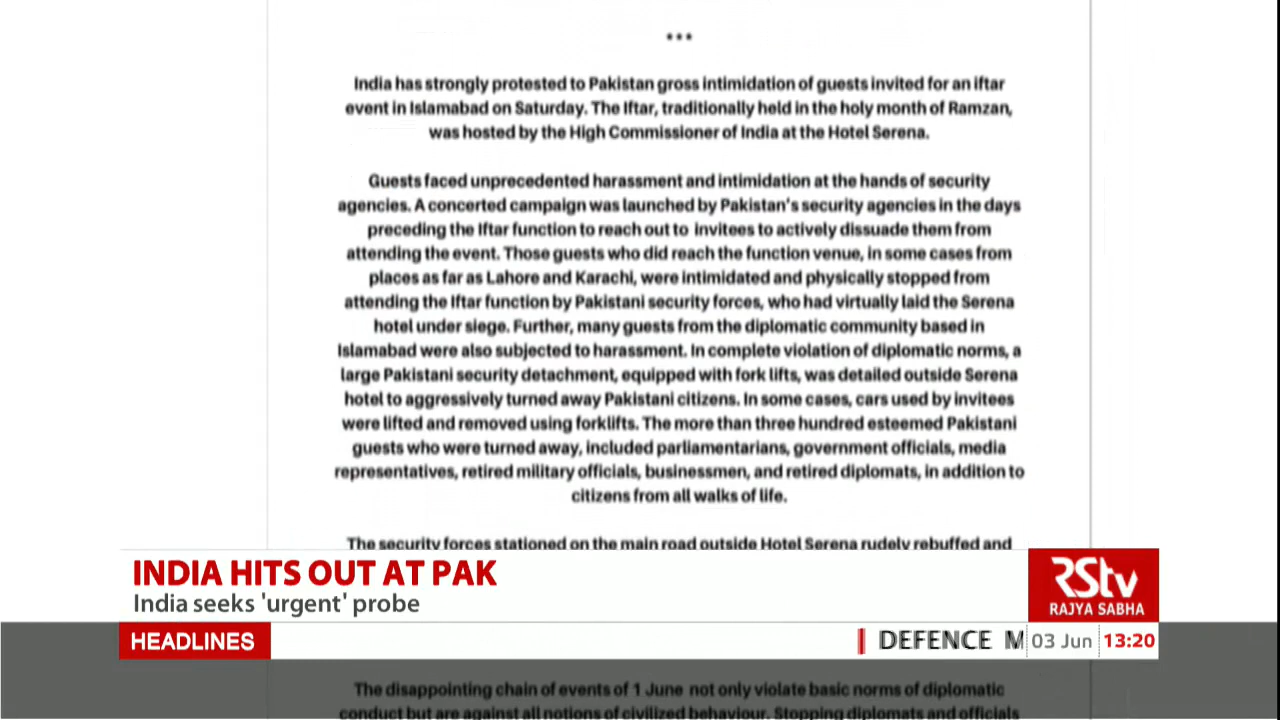 •••
India has strongly protested to Pakistan gross intimidation of guests invited for an iftar
event in Islamabad on Saturday. The Iftar, traditionally held in the holy month of Ramzan,
was hosted by the High Commissioner of India at the Hotel Serena.
Guests faced unprecedented harassment and intimidation at the hands of security
agencies. A concerted campaign was launched by Pakistan's security agencies in the days
preceding the Iftar function to reach out to invitees to actively dissuade them from
attending the event. Those guests who did reach the function venue, in some cases from
places as far as Lahore and Karachi, were intimidated and physically stopped from
attending the Iftar function by Pakistani security forces, who had virtually laid the Serena
hotel under siege. Further, many guests from the diplomatic community based in
Islamabad were also subjected to harassment. In complete violation of diplomatic norms, a
large Pakistani security detachment, equipped with fork lifts, was detailed outside Serena
hotel to aggressively turned away Pakistani citizens. In some cases, cars used by invitees
were lifted and removed using forklifts. The more than three hundred esteemed Pakistani
guests who were turned away, included parliamentarians, government officials, media
representatives, retired military officials, businessmen, and retired diplomats, in addition to
citizens from all walks of life.
The security forces stationed on the main road outside Hotel Serena rudely rebuffed and
INDIA HITS OUT AT PAK
India seeks 'urgent' probe
RStv
RAJYA SABHA
HEADLINES
DEFENCE M
03 Jun
13:20
The disappointing chain of events of 1 June not only violate basic norms of diplomatic
conduct but are against all notions of civilized behaviour. Stopping diplomats and officials